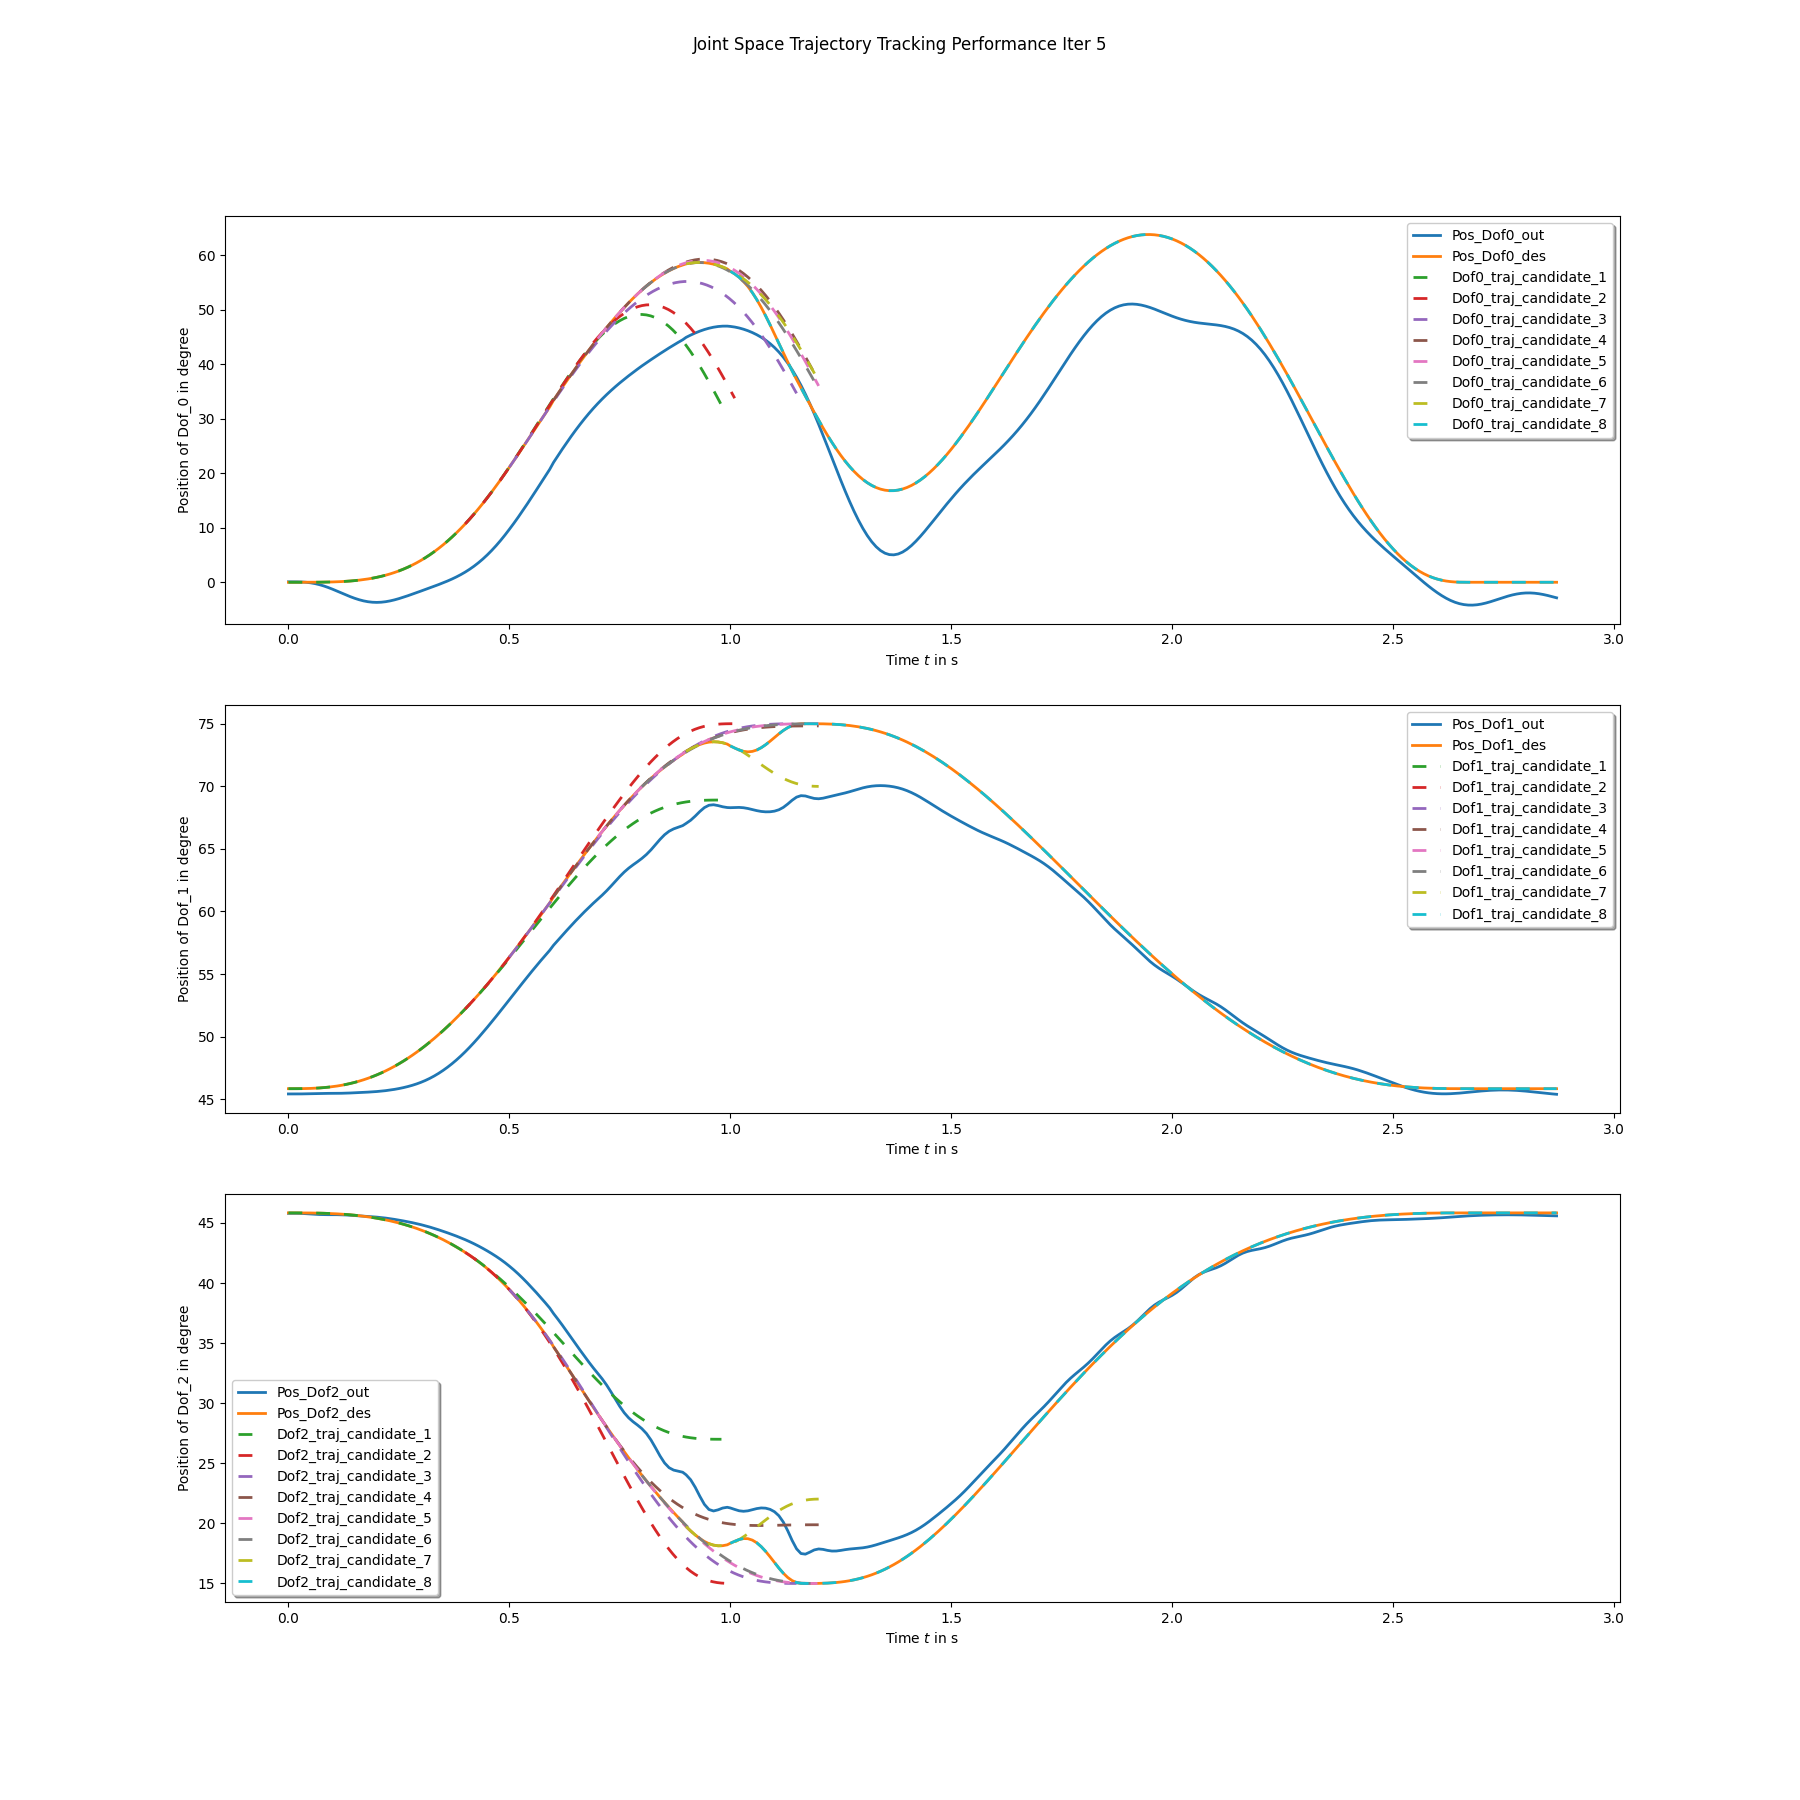 Joint Space Trajectory Tracking Performance Iter 5
Position of Dof_0 in degree
60
50
40
30
20
10
0
0.0 0.5 1.0 1.5 2.0 2.5 3.0
Time t in s
Pos_Dof0_out
Pos_Dof0_des
Dof0_traj_candidate_1
Dof0_traj_candidate_2
Dof0_traj_candidate_3
Dof0_traj_candidate_4
Dof0_traj_candidate_5
Dof0_traj_candidate_6
Dof0_traj_candidate_7
Dof0_traj_candidate_8
Position of Dof_1 in degree
75
70
65
60
55
50
45
0.0 0.5 1.0 1.5 2.0 2.5 3.0
Time t in s
Pos_Dof1_out
Pos_Dof1_des
Dof1_traj_candidate_1
Dof1_traj_candidate_2
Dof1_traj_candidate_3
Dof1_traj_candidate_4
Dof1_traj_candidate_5
Dof1_traj_candidate_6
Dof1_traj_candidate_7
Dof1_traj_candidate_8
Position of Dof_2 in degree
45
40
35
30
25
20
15
0.0 0.5 1.0 1.5 2.0 2.5 3.0
Time t in s
Pos_Dof2_out
Pos_Dof2_des
Dof2_traj_candidate_1
Dof2_traj_candidate_2
Dof2_traj_candidate_3
Dof2_traj_candidate_4
Dof2_traj_candidate_5
Dof2_traj_candidate_6
Dof2_traj_candidate_7
Dof2_traj_candidate_8